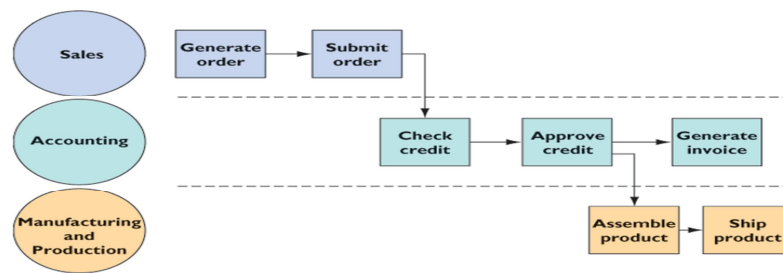 Sales
Generate
order
Submit
order
Accounting
Check
credit
Approve
credit
Generate
invoice
Manufacturing
and
Production
Assemble
product
Ship
product